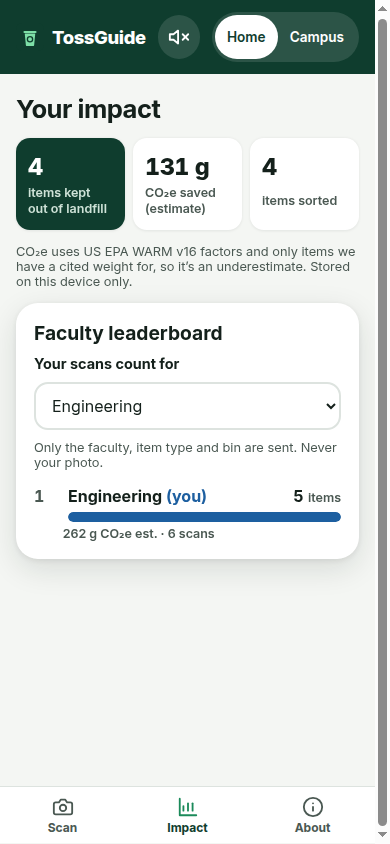 TossGuide
Home
Campus
Your impact
4
items kept
out of landfill
131 g
CO₂e saved
(estimate)
4
items sorted
CO₂e uses US EPA WARM v16 factors and only items we
have a cited weight for, so it’s an underestimate. Stored
on this device only.
Faculty leaderboard
Your scans count for
Engineering
Only the faculty, item type and bin are sent. Never
your photo.
1 Engineering (you) 5 items
262 g CO₂e est. · 6 scans
Scan
Impact
About